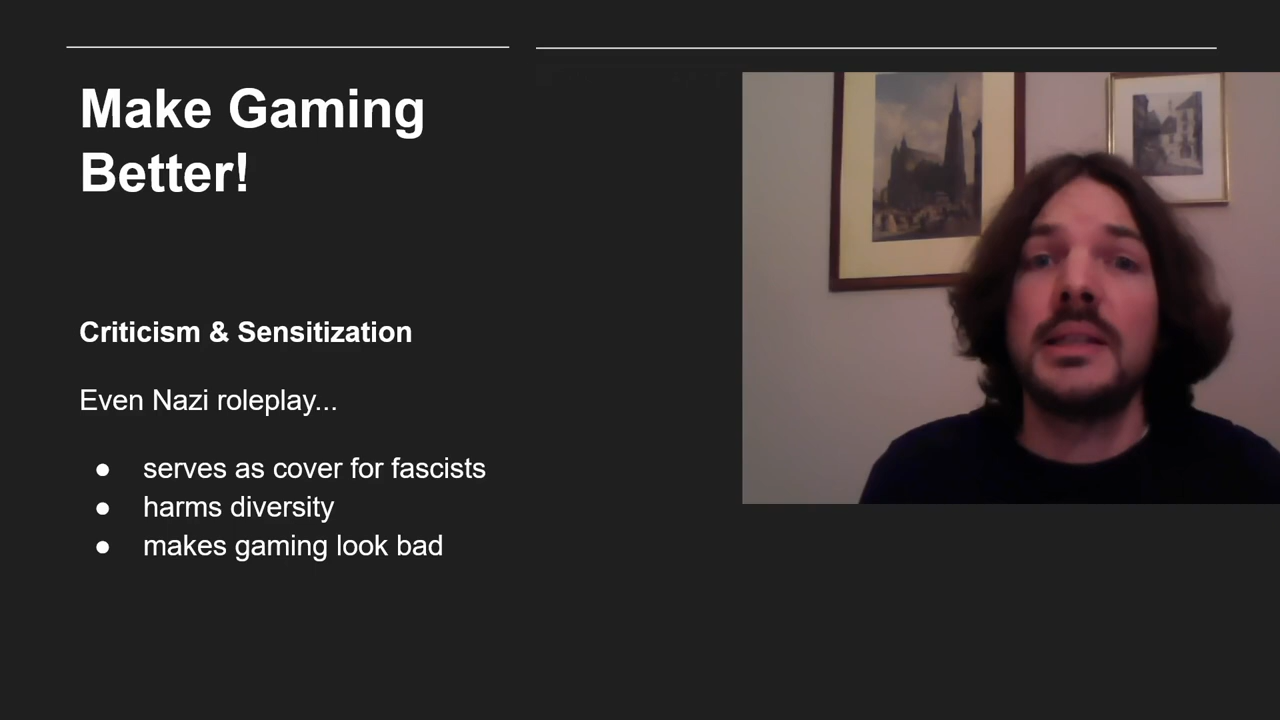 Make Gaming
Better!
Criticism & Sensitization
Even Nazi roleplay...
● serves as cover for fascists
● harms diversity
● makes gaming look bad